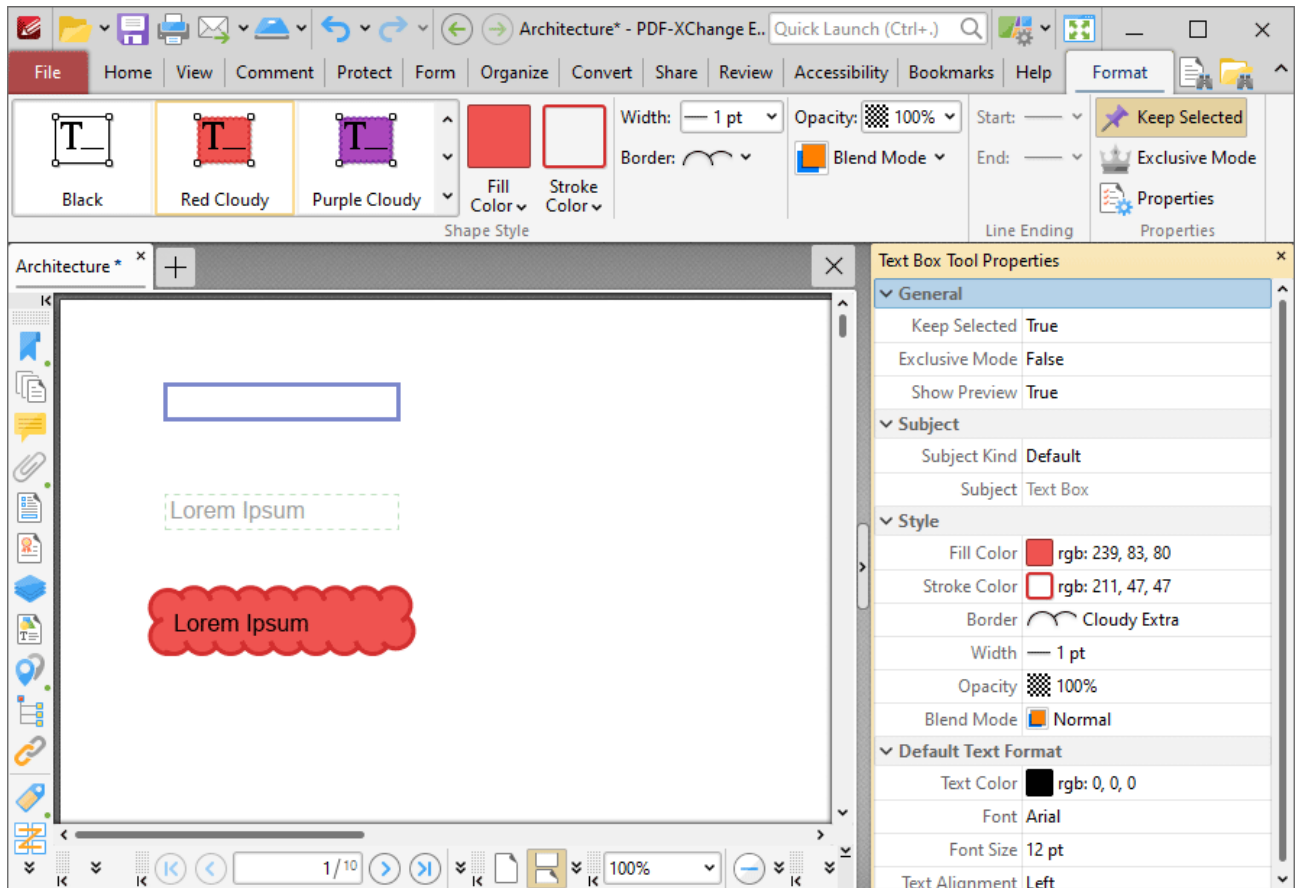 Architecture* - PDF-XChange E.. Quick Launch (Ctrl+.)
File Home View Comment Protect Form Organize Convert Share Review Accessibility Bookmarks Help Format
T_ T_ T_
Black Red Cloudy Purple Cloudy
Fill Color Stroke Color
Width: 1 pt
Border:
Shape Style
Opacity: 100%
Blend Mode
Start:
End:
Line Ending
Keep Selected
Exclusive Mode
Properties
Properties
Architecture *
Lorem Ipsum
Lorem Ipsum
1/10 100%
Text Box Tool Properties
General
Keep Selected True
Exclusive Mode False
Show Preview True
Subject
Subject Kind Default
Subject Text Box
Style
Fill Color rgb: 239, 83, 80
Stroke Color rgb: 211, 47, 47
Border Cloudy Extra
Width 1 pt
Opacity 100%
Blend Mode Normal
Default Text Format
Text Color rgb: 0, 0, 0
Font Arial
Font Size 12 pt
Text Alignment Left